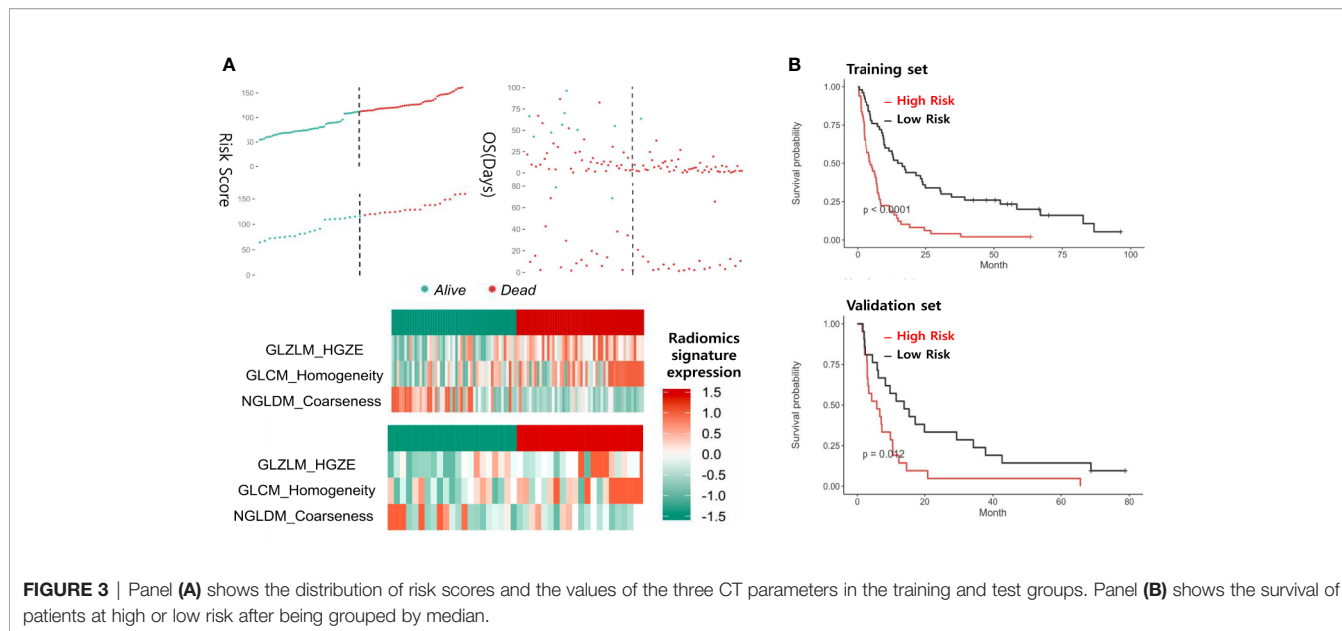 A
Risk Score
150
100
50
0
150
100
50
0
OS(Days)
100
75
50
25
0
80
60
40
20
0
Alive Dead
GLZLM_HGZE
GLCM_Homogeneity
NGLDM_Coarseness
GLZLM_HGZE
GLCM_Homogeneity
NGLDM_Coarseness
Radiomics
signature
expression
1.5
1.0
0.5
0.0
-0.5
-1.0
-1.5
B
Training set
High Risk
Low Risk
Survival probability
1.00
0.75
0.50
0.25
0.00
p < 0.0001
0 25 50 75 100
Month
Validation set
High Risk
Low Risk
Survival probability
1.00
0.75
0.50
0.25
0.00
p = 0.042
0 20 40 60 80
Month
FIGURE 3 | Panel (A) shows the distribution of risk scores and the values of the three CT parameters in the training and test groups. Panel (B) shows the survival of
patients at high or low risk after being grouped by median.